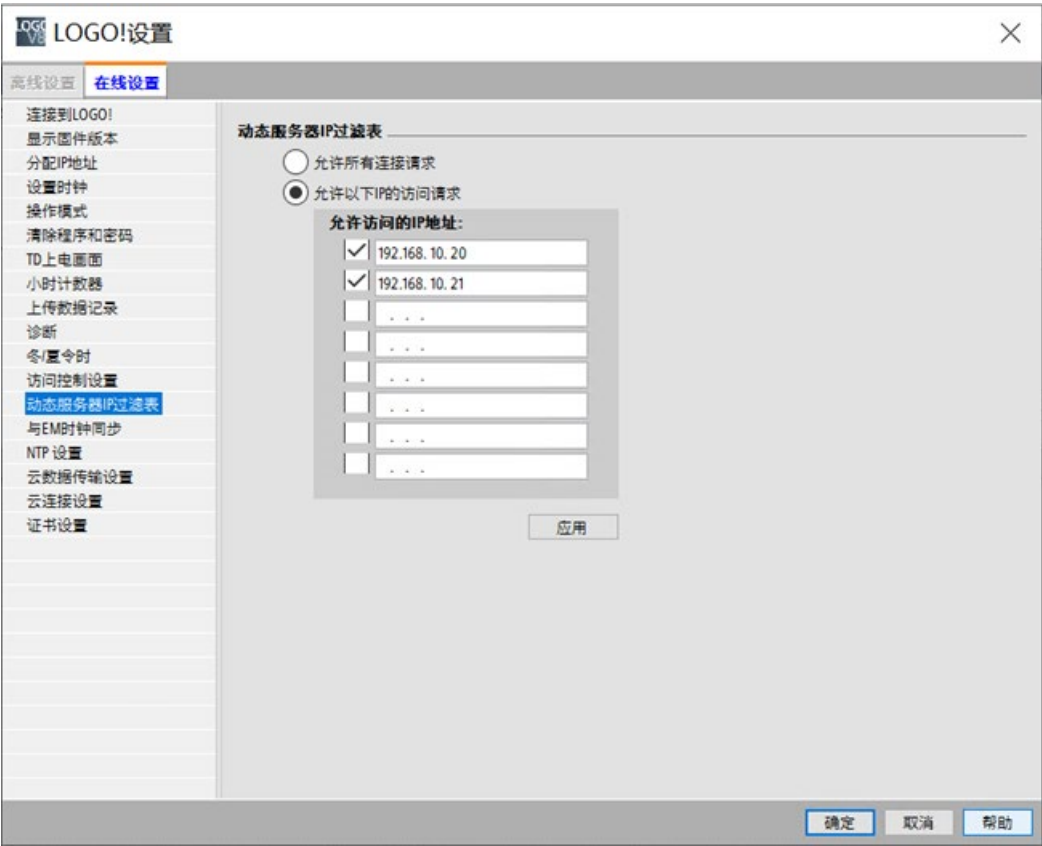 LOGO!设置
离线设置 在线设置
连接到LOGO!
显示固件版本
分配IP地址
设置时钟
操作模式
清除程序和密码
TD上电画面
小时计数器
上传数据记录
诊断
冬/夏令时
访问控制设置
动态服务器IP过滤表
与EM时钟同步
NTP 设置
云数据传输设置
云连接设置
证书设置
动态服务器IP过滤表
允许所有连接请求
允许以下IP的访问请求
允许访问的IP地址:
192.168. 10. 20
192.168. 10. 21
. . .
. . .
. . .
. . .
. . .
. . .
应用
确定 取消 帮助